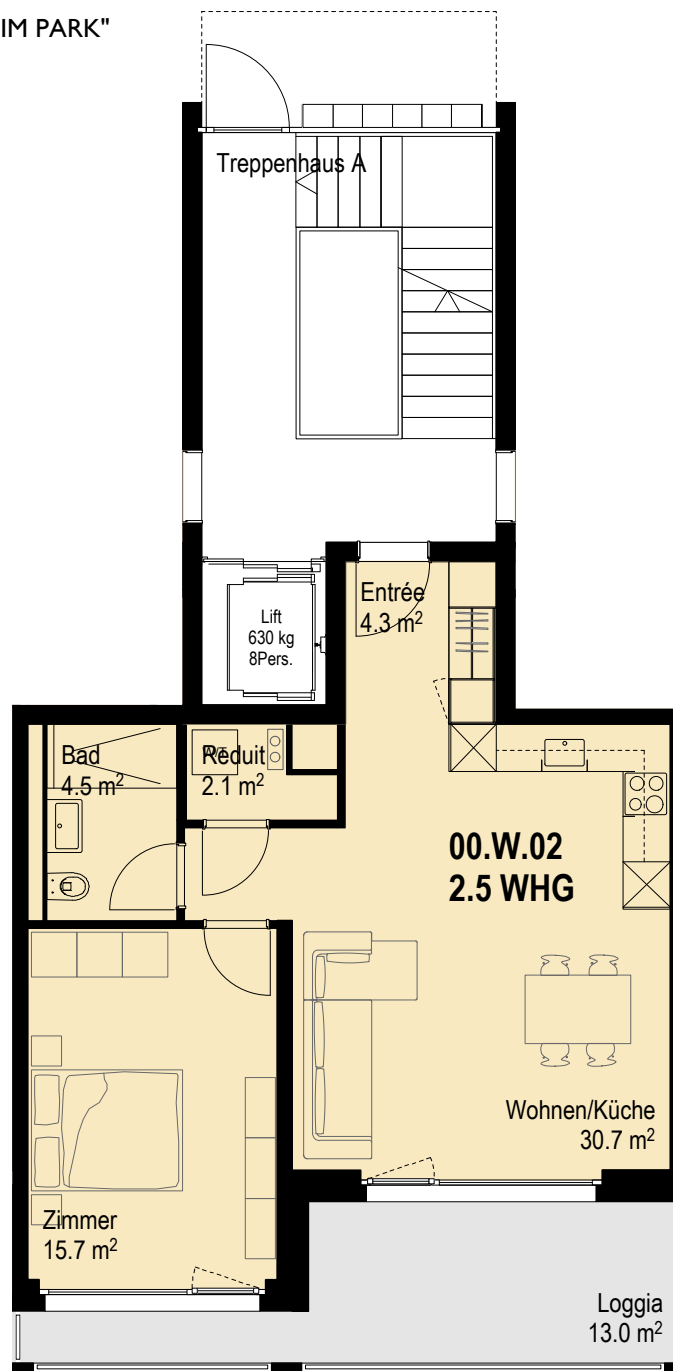 IM PARK"
Treppenhaus A
Entrée
4.3 m²
Lift
630 kg
8Pers.
Bad
4.5 m²
Reduit
2.1 m²
00.W.02
2.5 WHG
Wohnen/Küche
30.7 m²
Zimmer
15.7 m²
Loggia
13.0 m²